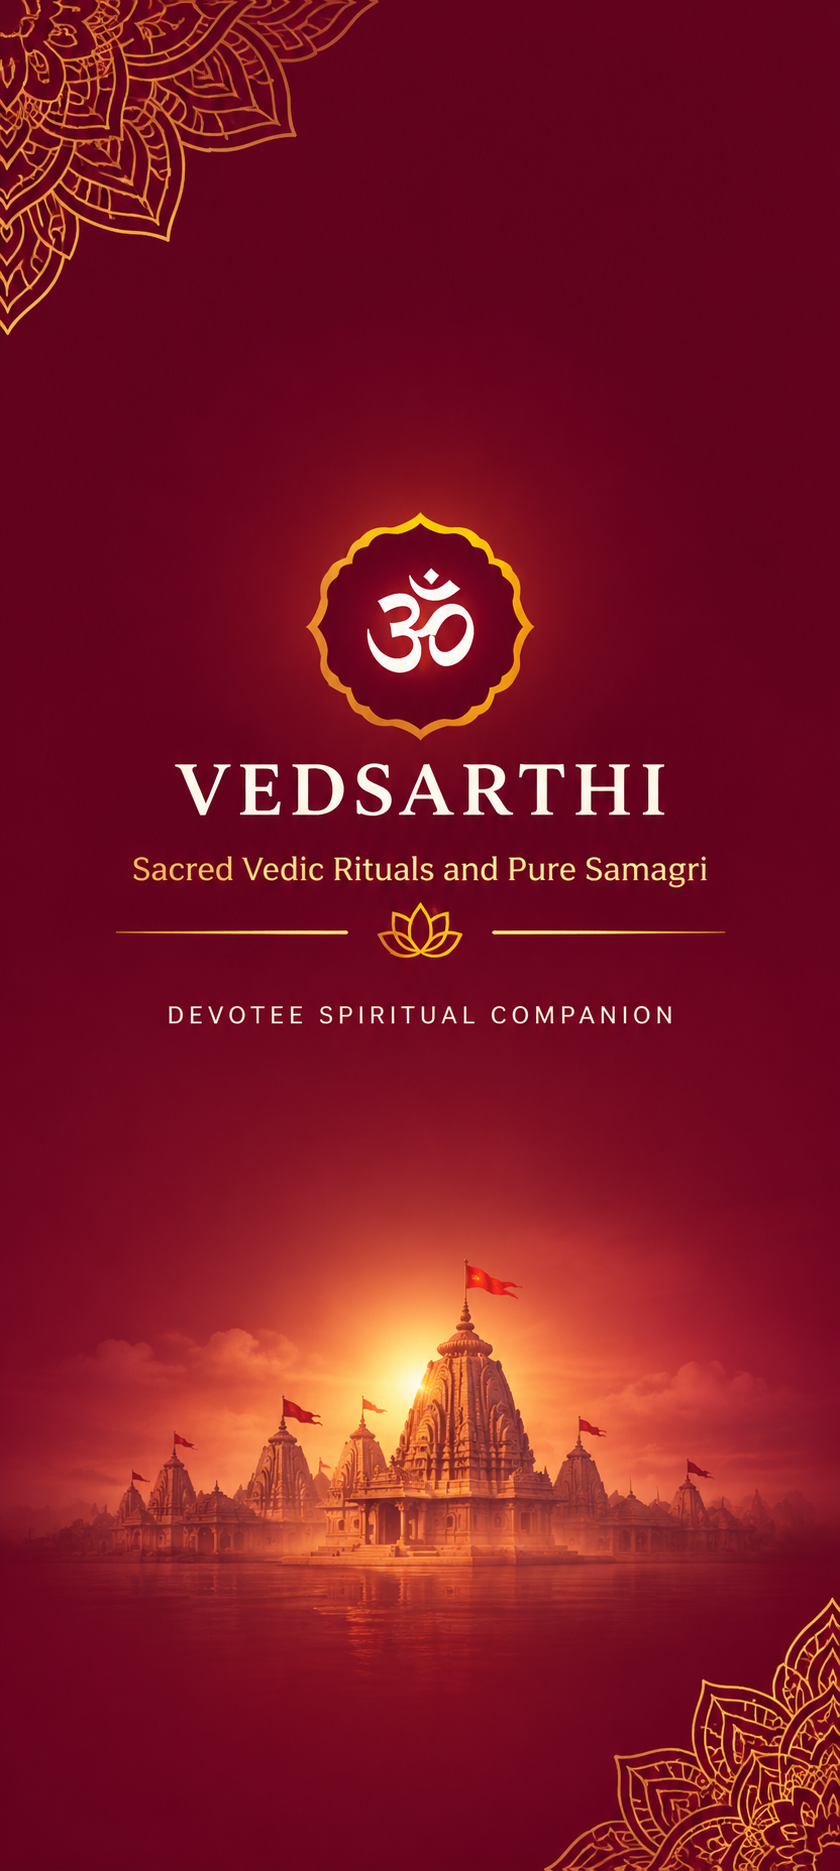 ॐ
VEDSARTHI
Sacred Vedic Rituals and Pure Samagri
DEVOTEE SPIRITUAL COMPANION